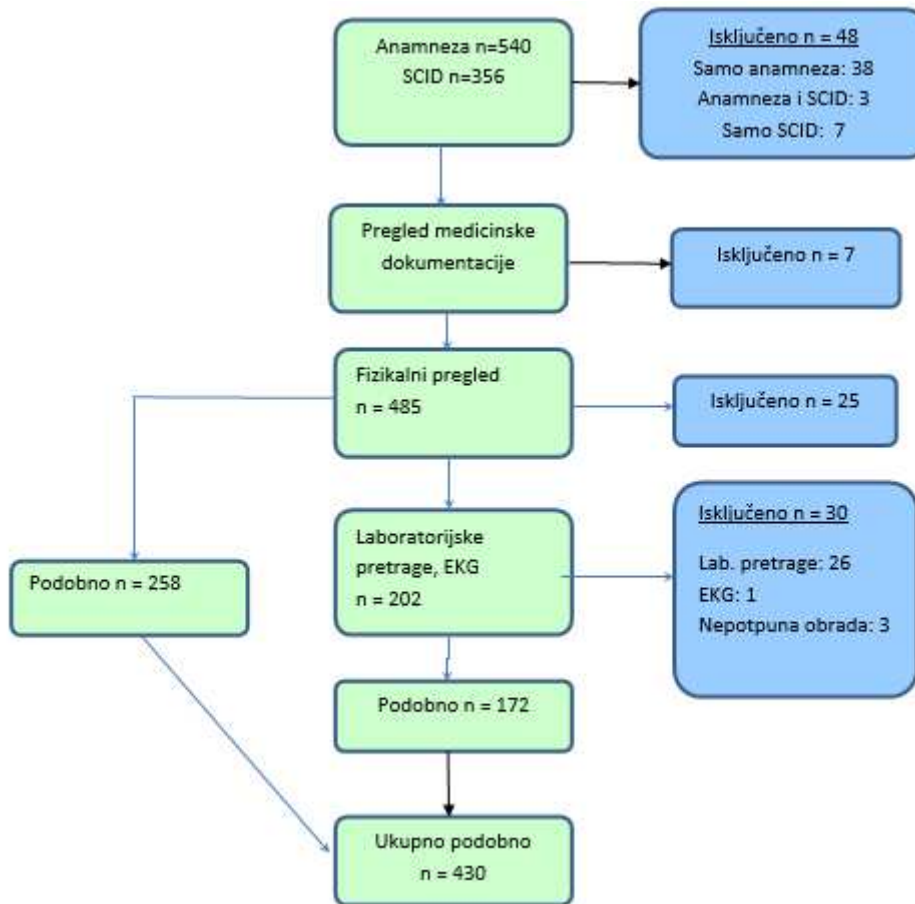 Anamneza n=540
SCID n=356
Isključeno n = 48
Samo anamneza: 38
Anamneza i SCID: 3
Samo SCID: 7
Pregled medicinske
dokumentacije
Isključeno n = 7
Fizikalni pregled
n = 485
Isključeno n = 25
Laboratorijske
pretrage, EKG
n = 202
Isključeno n = 30
Lab. pretrage: 26
EKG: 1
Nepotpuna obrada: 3
Podobno n = 258
Podobno n = 172
Ukupno podobno
n = 430